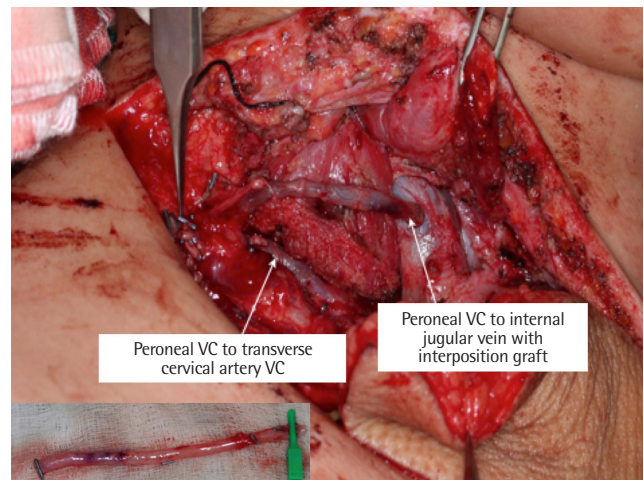 Peroneal VC to transverse
cervical artery VC
Peroneal VC to internal
jugular vein with
interposition graft